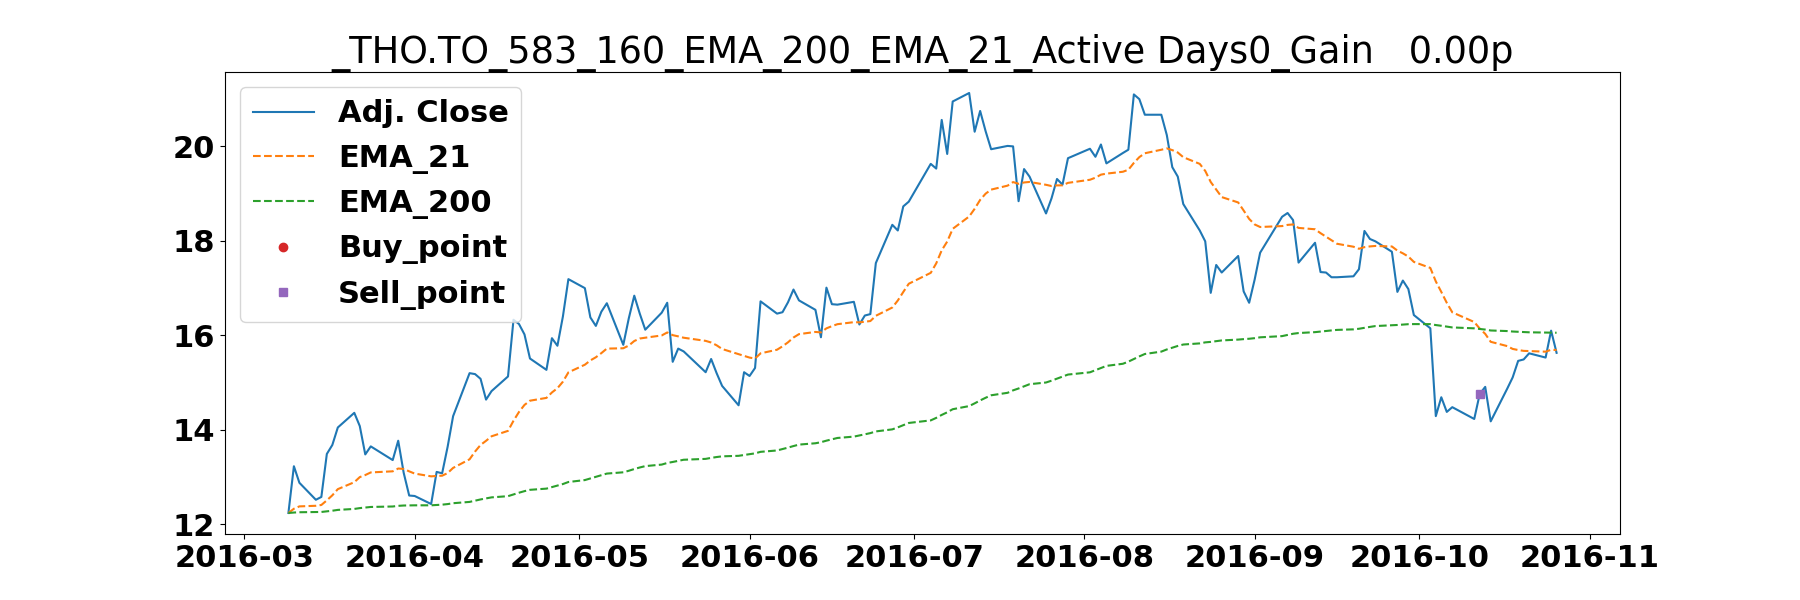 _THO.TO_583_160_EMA_200_EMA_21_Active Days0_Gain   0.00p
Adj. Close
EMA_21
EMA_200
Buy_point
Sell_point
20
18
16
14
12
2016-03 2016-04 2016-05 2016-06 2016-07 2016-08 2016-09 2016-10 2016-11